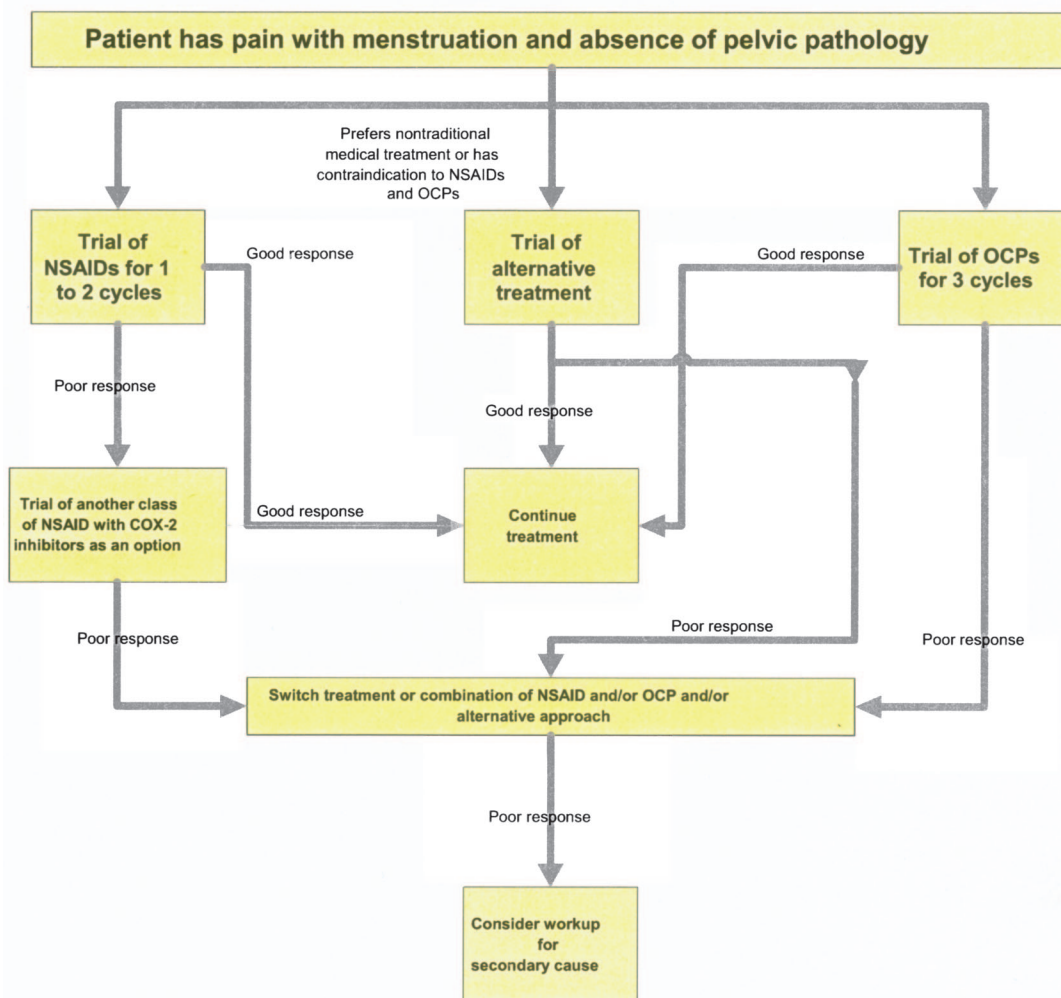 Patient has pain with menstruation and absence of pelvic pathology
Prefers nontraditional
medical treatment or has
contraindication to NSAIDs
and OCPs
Trial of
NSAIDs for 1
to 2 cycles
Good response
Trial of
alternative
treatment
Good response
Trial of OCPs
for 3 cycles
Poor response
Good response
Trial of another class
of NSAID with COX-2
inhibitors as an option
Good response
Continue
treatment
Poor response
Poor response
Poor response
Switch treatment or combination of NSAID and/or OCP and/or
alternative approach
Poor response
Consider workup
for
secondary cause